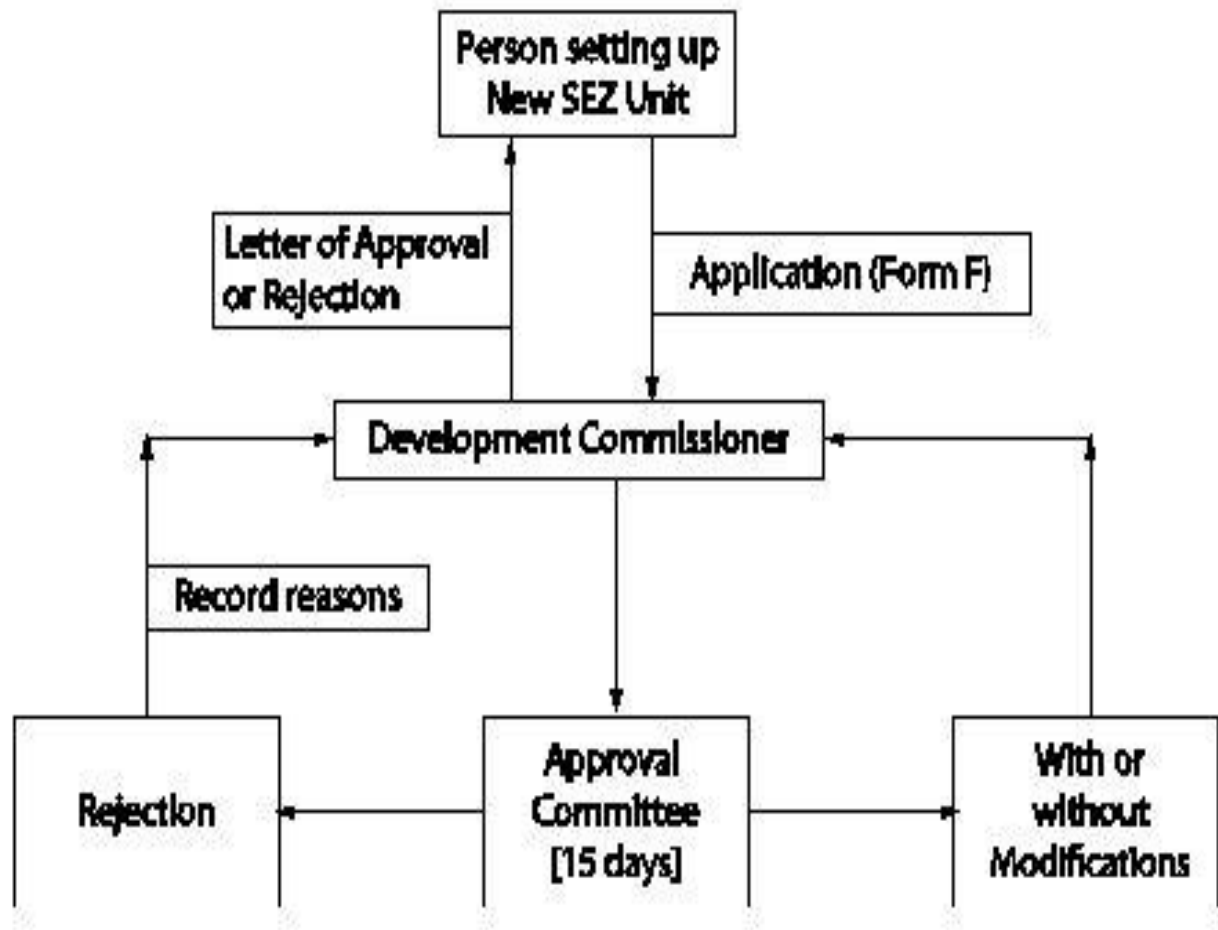 Person setting up
New SEZ Unit
Letter of Approval
or Rejection
Application (Form F)
Development Commissioner
Record reasons
Rejection
Approval
Committee
[15 days]
With or
without
Modifications